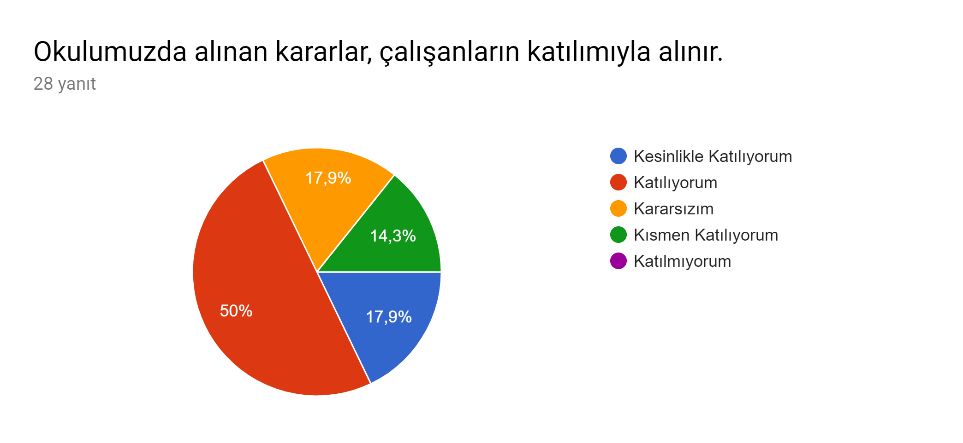 Okulumuzda alınan kararlar, çalışanların katılımıyla alınır.
28 yanıt
17,9%
14,3%
50%
17,9%
Kesinlikle Katılıyorum
Katılıyorum
Kararsızım
Kısmen Katılıyorum
Katılmıyorum